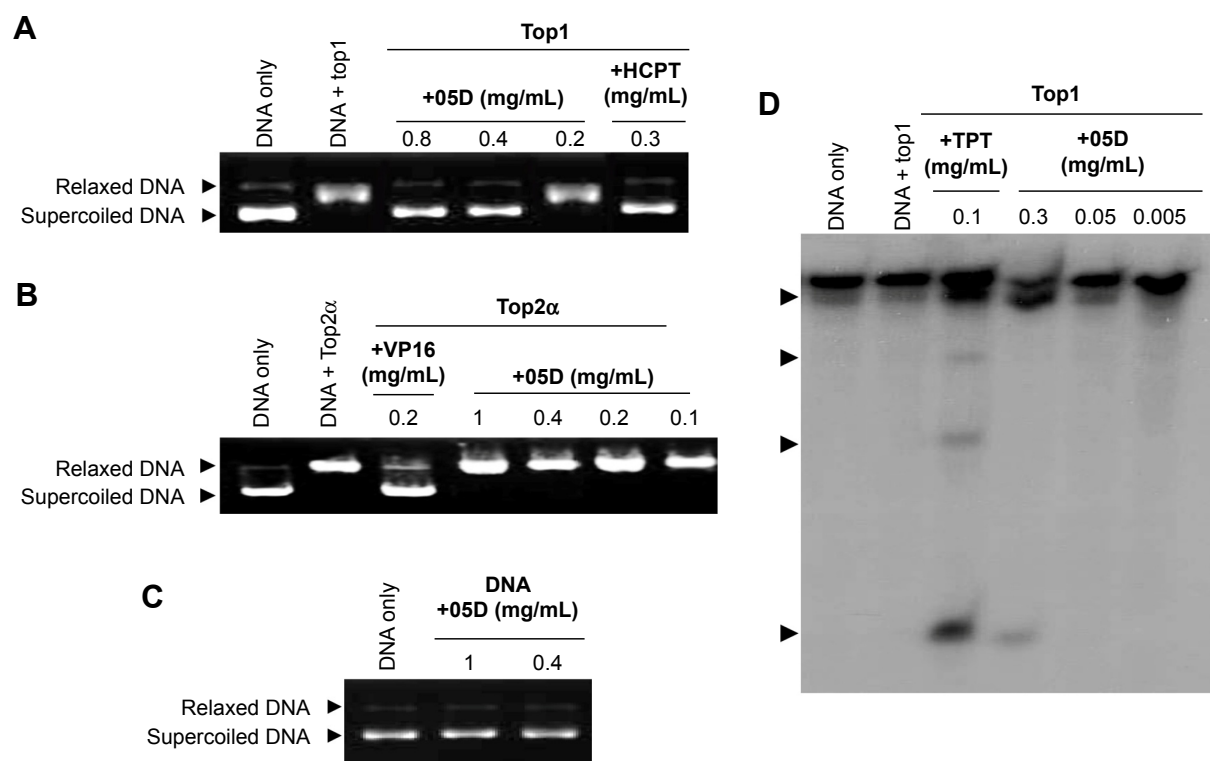 A
Top1
DNA only
DNA + top1
+05D (mg/mL)
+HCPT
(mg/mL)
0.8 0.4 0.2 0.3
Relaxed DNA
Supercoiled DNA
B
Top2α
DNA only
DNA + Top2α
+VP16
(mg/mL)
+05D (mg/mL)
0.2 1 0.4 0.2 0.1
Relaxed DNA
Supercoiled DNA
C
DNA only
DNA
+05D (mg/mL)
1 0.4
Relaxed DNA
Supercoiled DNA
D
Top1
DNA only
DNA + top1
+TPT
(mg/mL)
+05D
(mg/mL)
0.1 0.3 0.05 0.005